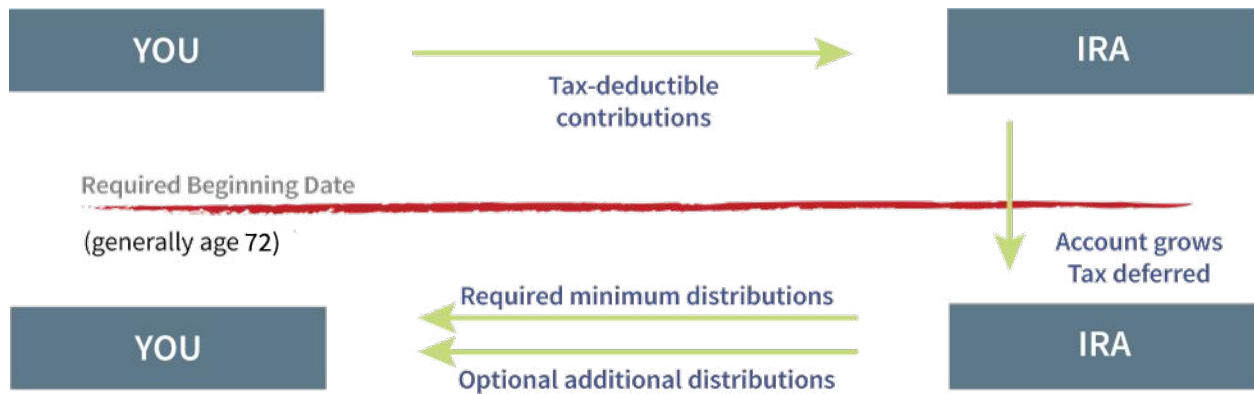 YOU
IRA
Tax-deductible
contributions
Required Beginning Date
(generally age 72)
Account grows
Tax deferred
Required minimum distributions
YOU
IRA
Optional additional distributions